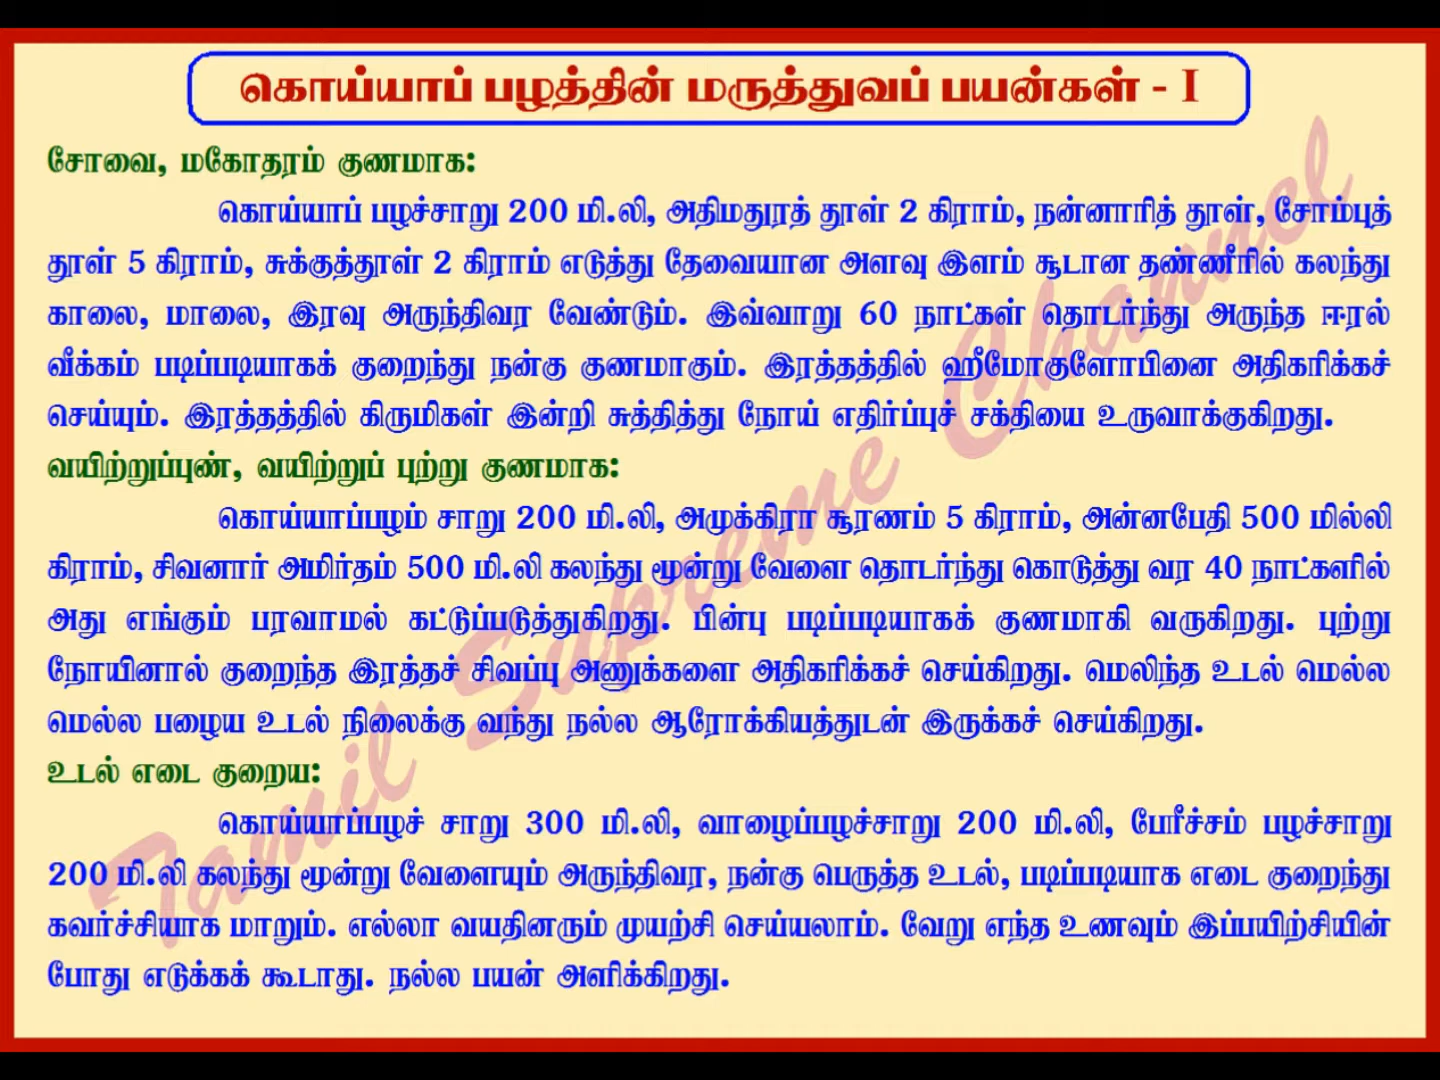 கொய்யாப் பழத்தின் மருத்துவப் பயன்கள் - I
சோவை, மகோதரம் குணமாக:
கொய்யாப் பழச்சாறு 200 மி.லி, அதிமதுரத் தூள் 2 கிராம், நன்னாரித் தூள், சோம்புத்
தூள் 5 கிராம், சுக்குத்தூள் 2 கிராம் எடுத்து தேவையான அளவு இளம் சூடான தண்ணீரில் கலந்து
காலை, மாலை, இரவு அருந்திவர வேண்டும். இவ்வாறு 60 நாட்கள் தொடர்ந்து அருந்த ஈரல்
வீக்கம் படிப்படியாகக் குறைந்து நன்கு குணமாகும். இரத்தத்தில் ஹீமோகுளோபினை அதிகரிக்கச்
செய்யும். இரத்தத்தில் கிருமிகள் இன்றி சுத்தித்து நோய் எதிர்ப்புச் சக்தியை உருவாக்குகிறது.
வயிற்றுப்புண், வயிற்றுப் புற்று குணமாக:
கொய்யாப்பழம் சாறு 200 மி.லி, அமுக்கிரா சூரணம் 5 கிராம், அன்னபேதி 500 மில்லி
கிராம், சிவனார் அமிர்தம் 500 மி.லி கலந்து மூன்று வேளை தொடர்ந்து கொடுத்து வர 40 நாட்களில்
அது எங்கும் பரவாமல் கட்டுப்படுத்துகிறது. பின்பு படிப்படியாகக் குணமாகி வருகிறது. புற்று
நோயினால் குறைந்த இரத்தச் சிவப்பு அணுக்களை அதிகரிக்கச் செய்கிறது. மெலிந்த உடல் மெல்ல
மெல்ல பழைய உடல் நிலைக்கு வந்து நல்ல ஆரோக்கியத்துடன் இருக்கச் செய்கிறது.
உடல் எடை குறைய:
கொய்யாப்பழச் சாறு 300 மி.லி, வாழைப்பழச்சாறு 200 மி.லி, பேரீச்சம் பழச்சாறு
200 மி.லி கலந்து மூன்று வேளையும் அருந்திவர, நன்கு பெருத்த உடல், படிப்படியாக எடை குறைந்து
கவர்ச்சியாக மாறும். எல்லா வயதினரும் முயற்சி செய்யலாம். வேறு எந்த உணவும் இப்பயிற்சியின்
போது எடுக்கக் கூடாது. நல்ல பயன் அளிக்கிறது.
Tamil Supreme Channel